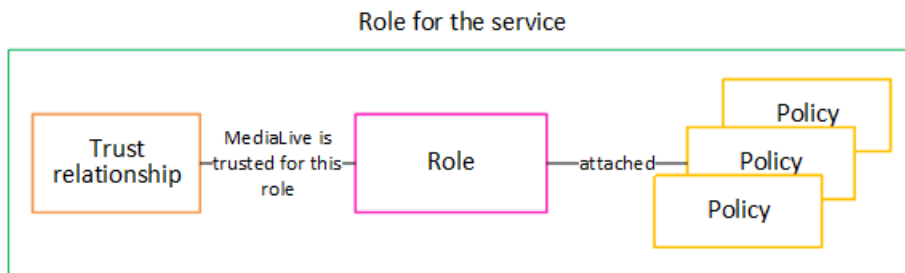 Role for the service
Trust
relationship
MediaLive is
trusted for this
role
Role
attached
Policy
Policy
Policy